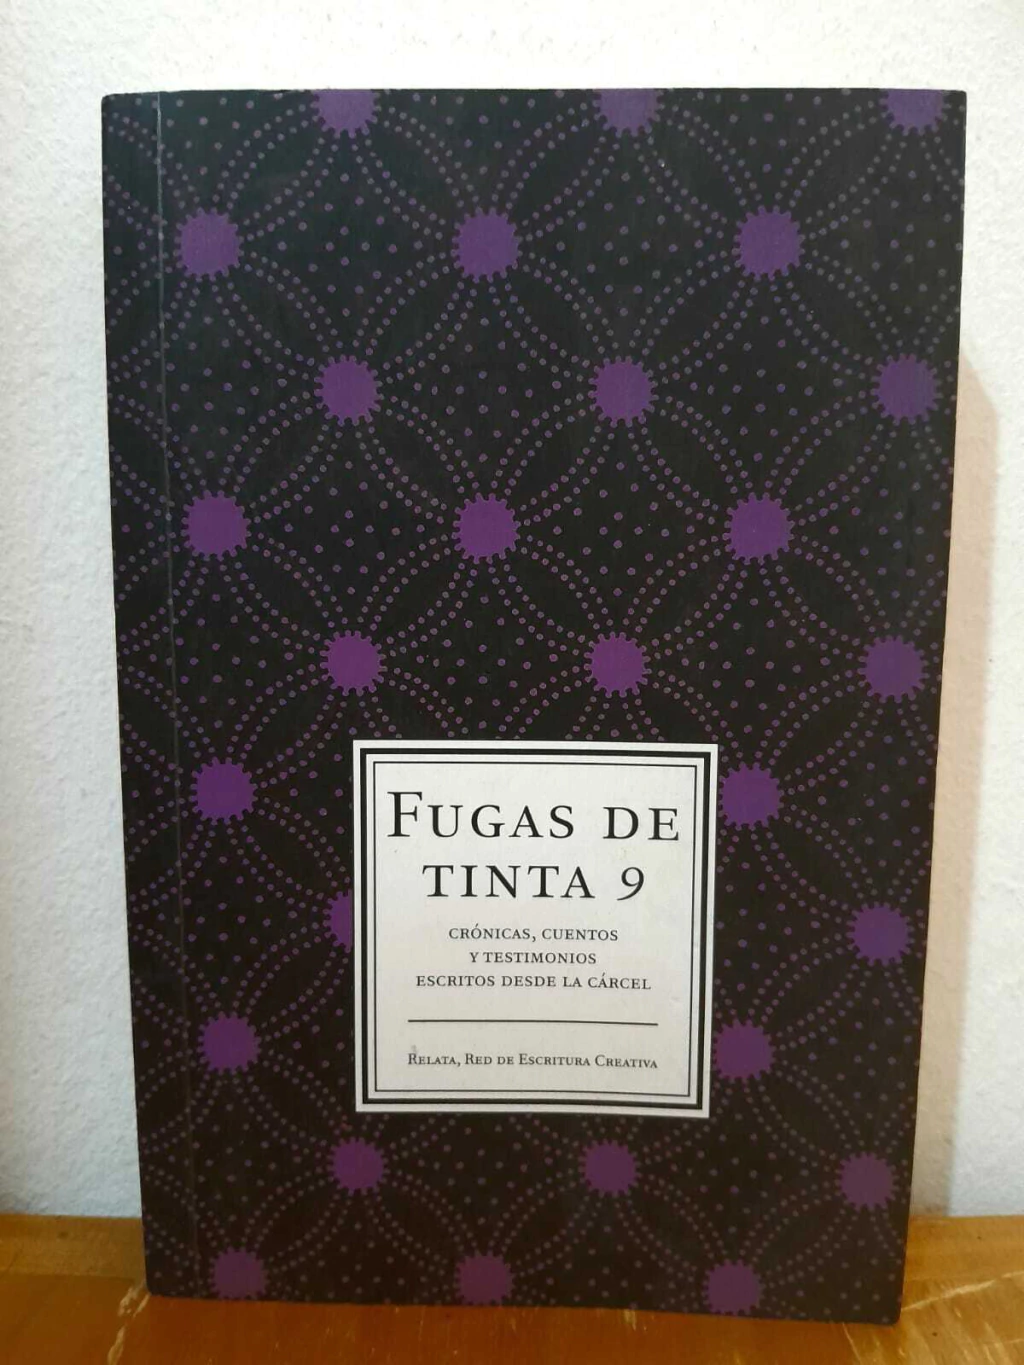 FUGAS DE
TINTA 9
CRÓNICAS, CUENTOS
Y TESTIMONIOS
ESCRITOS DESDE LA CÁRCEL
RELATA, RED DE ESCRITURA CREATIVA